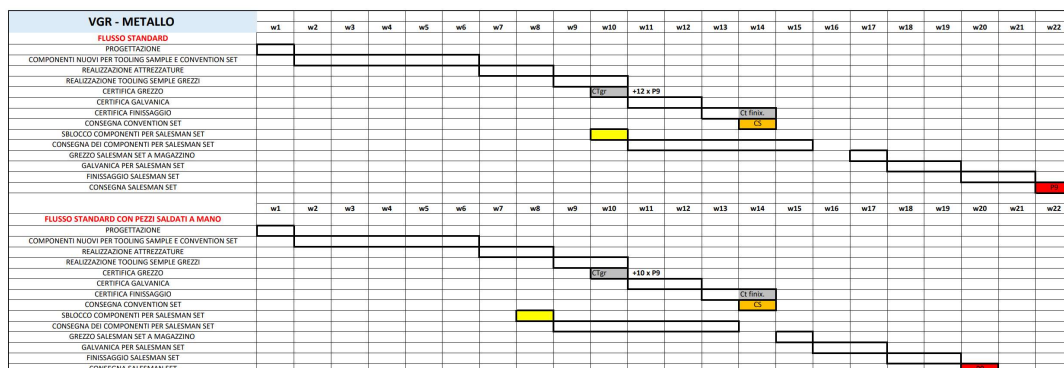 VGR - METALLO
w1 w2 w3 w4 w5 w6 w7 w8 w9 w10 w11 w12 w13 w14 w15 w16 w17 w18 w19 w20 w21 w22
FLUSSO STANDARD
PROGETTAZIONE
COMPONENTI NUOVI PER TOOLING SAMPLE E CONVENTION SET
REALIZZAZIONE ATTREZZATURE
REALIZZAZIONE TOOLING SEMPLE GREZZI
CERTIFICA GREZZO CTgr +12 x P9
CERTIFICA GALVANICA
CERTIFICA FINISSAGGIO Ct finix.
CONSEGNA CONVENTION SET CS
SBLOCCO COMPONENTI PER SALESMAN SET
CONSEGNA DEI COMPONENTI PER SALESMAN SET
GREZZO SALESMAN SET A MAGAZZINO
GALVANICA PER SALESMAN SET
FINISSAGGIO SALESMAN SET
CONSEGNA SALESMAN SET P9
w1 w2 w3 w4 w5 w6 w7 w8 w9 w10 w11 w12 w13 w14 w15 w16 w17 w18 w19 w20 w21 w22
FLUSSO STANDARD CON PEZZI SALDATI A MANO
PROGETTAZIONE
COMPONENTI NUOVI PER TOOLING SAMPLE E CONVENTION SET
REALIZZAZIONE ATTREZZATURE
REALIZZAZIONE TOOLING SEMPLE GREZZI
CERTIFICA GREZZO CTgr +10 x P9
CERTIFICA GALVANICA
CERTIFICA FINISSAGGIO Ct finix.
CONSEGNA CONVENTION SET CS
SBLOCCO COMPONENTI PER SALESMAN SET
CONSEGNA DEI COMPONENTI PER SALESMAN SET
GREZZO SALESMAN SET A MAGAZZINO
GALVANICA PER SALESMAN SET
FINISSAGGIO SALESMAN SET
CONSEGNA SALESMAN SET